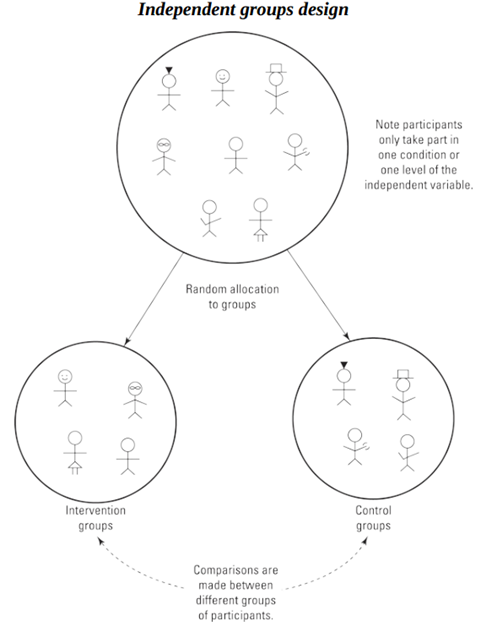 Independent groups design
Note participants
only take part in
one condition or
one level of the
independent variable.
Random allocation
to groups
Intervention
groups
Control
groups
Comparisons are
made between
different groups
of participants.